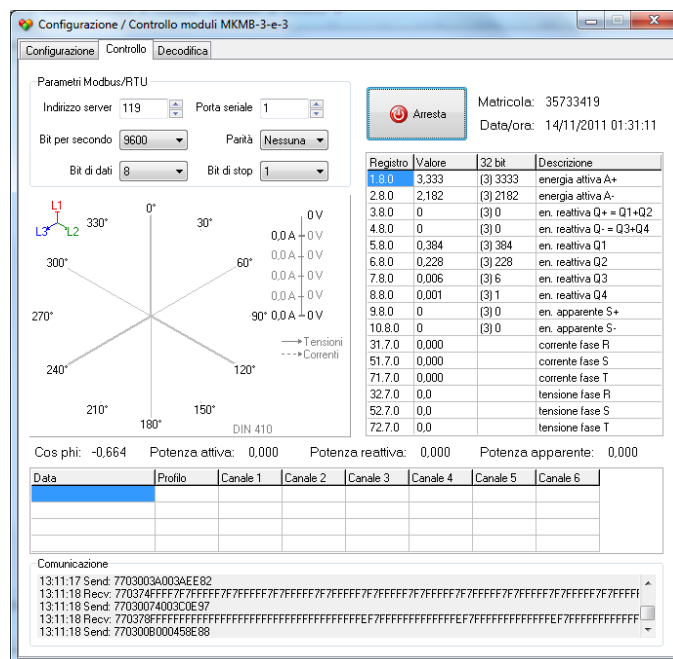 Configurazione / Controllo moduli MKMB-3-e-3
Configurazione Controllo Decodifica
Parametri Modbus/RTU
Indirizzo server 119 Porta seriale 1
Bit per secondo 9600 Parità Nessuna
Bit di dati 8 Bit di stop 1
Arresta
Matricola: 35733419
Data/ora: 14/11/2011 01:31:11
L1
L3 L2
0°
30°
60°
90°
120°
150°
180°
210°
240°
270°
300°
330°
0 V
0,0 A 0 V
0 V
0,0 A 0 V
0,0 A 0 V
Tensioni
Correnti
DIN 410
Registro Valore 32 bit Descrizione
1.8.0 3,333 (3) 3333 energia attiva A+
2.8.0 2,182 (3) 2182 energia attiva A-
3.8.0 0 (3) 0 en. reattiva Q+ = Q1+Q2
4.8.0 0 (3) 0 en. reattiva Q- = Q3+Q4
5.8.0 0,384 (3) 384 en. reattiva Q1
6.8.0 0,228 (3) 228 en. reattiva Q2
7.8.0 0,006 (3) 6 en. reattiva Q3
8.8.0 0,001 (3) 1 en. reattiva Q4
9.8.0 0 (3) 0 en. apparente S+
10.8.0 0 (3) 0 en. apparente S-
31.7.0 0,000 corrente fase R
51.7.0 0,000 corrente fase S
71.7.0 0,000 corrente fase T
32.7.0 0,0 tensione fase R
52.7.0 0,0 tensione fase S
72.7.0 0,0 tensione fase T
Cos phi: -0,664 Potenza attiva: 0,000 Potenza reattiva: 0,000 Potenza apparente: 0,000
Data Profilo Canale 1 Canale 2 Canale 3 Canale 4 Canale 5 Canale 6
Comunicazione
13:11:17 Send: 7703003A003AEE82
13:11:18 Recv:
13:11:18 Send: 77030074003C0E97
13:11:18 Recv:
13:11:18 Send: 770300B000458E88